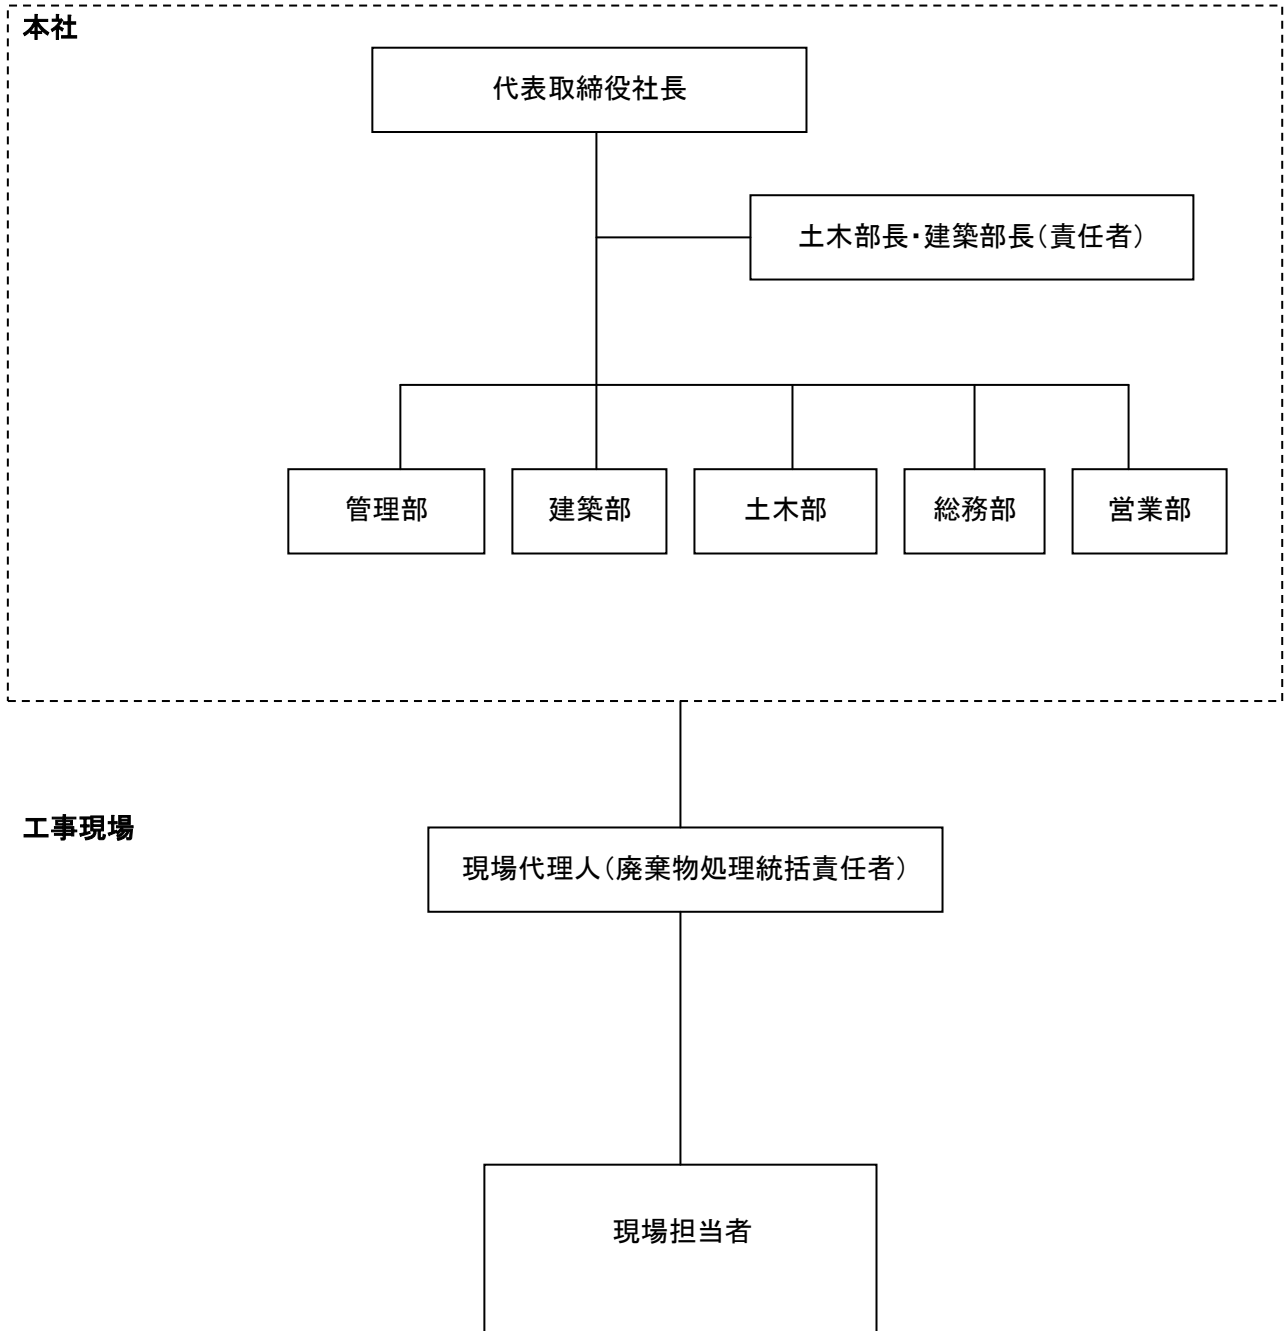 本社
代表取締役社長
土木部長・建築部長（責任者）
管理部
建築部
土木部
総務部
営業部
工事現場
現場代理人（廃棄物処理統括責任者）
現場担当者